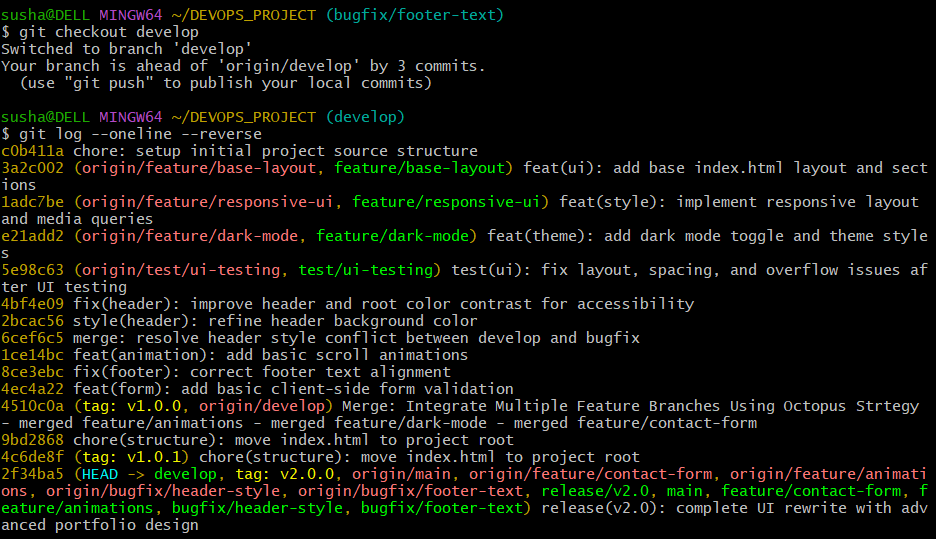 susha@DELL MINGW64 ~/DEVOPS_PROJECT (bugfix/footer-text)
$ git checkout develop
Switched to branch 'develop'
Your branch is ahead of 'origin/develop' by 3 commits.
  (use "git push" to publish your local commits)

susha@DELL MINGW64 ~/DEVOPS_PROJECT (develop)
$ git log --oneline --reverse
c0b411a chore: setup initial project source structure
3a2c002 (origin/feature/base-layout, feature/base-layout) feat(ui): add base index.html layout and sect
ions
1adc7be (origin/feature/responsive-ui, feature/responsive-ui) feat(style): implement responsive layout
and media queries
e21add2 (origin/feature/dark-mode, feature/dark-mode) feat(theme): add dark mode toggle and theme style
s
5e98c63 (origin/test/ui-testing, test/ui-testing) test(ui): fix layout, spacing, and overflow issues af
ter UI testing
4bf4e09 fix(header): improve header and root color contrast for accessibility
2bcac56 style(header): refine header background color
6cef6c5 merge: resolve header style conflict between develop and bugfix
1ce14bc feat(animation): add basic scroll animations
8ce3ebc fix(footer): correct footer text alignment
4ec4a22 feat(form): add basic client-side form validation
4510c0a (tag: v1.0.0, origin/develop) Merge: Integrate Multiple Feature Branches Using Octopus Strtegy
- merged feature/animations - merged feature/dark-mode - merged feature/contact-form
9bd2868 chore(structure): move index.html to project root
4c6de8f (tag: v1.0.1) chore(structure): move index.html to project root
2f34ba5 (HEAD -> develop, tag: v2.0.0, origin/main, origin/feature/contact-form, origin/feature/animati
ons, origin/bugfix/header-style, origin/bugfix/footer-text, release/v2.0, main, feature/contact-form, f
eature/animations, bugfix/header-style, bugfix/footer-text) release(v2.0): complete UI rewrite with adv
anced portfolio design